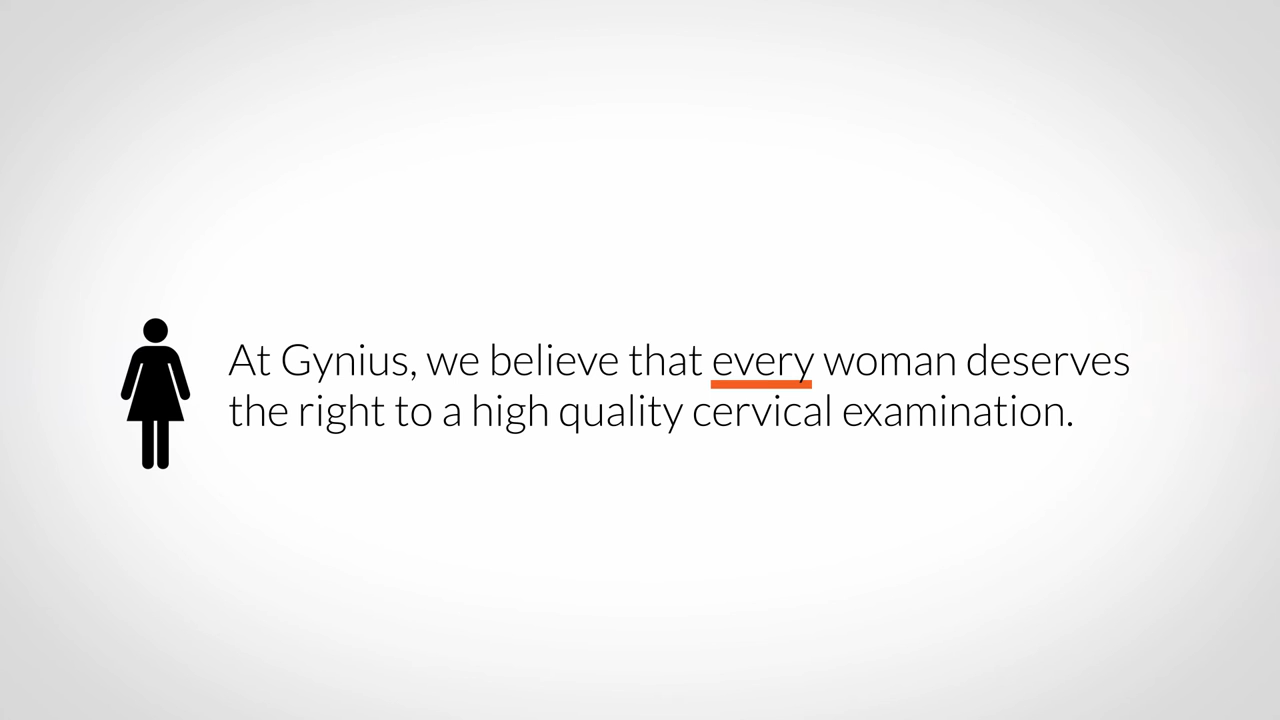 At Gynius, we believe that every woman deserves
the right to a high quality cervical examination.